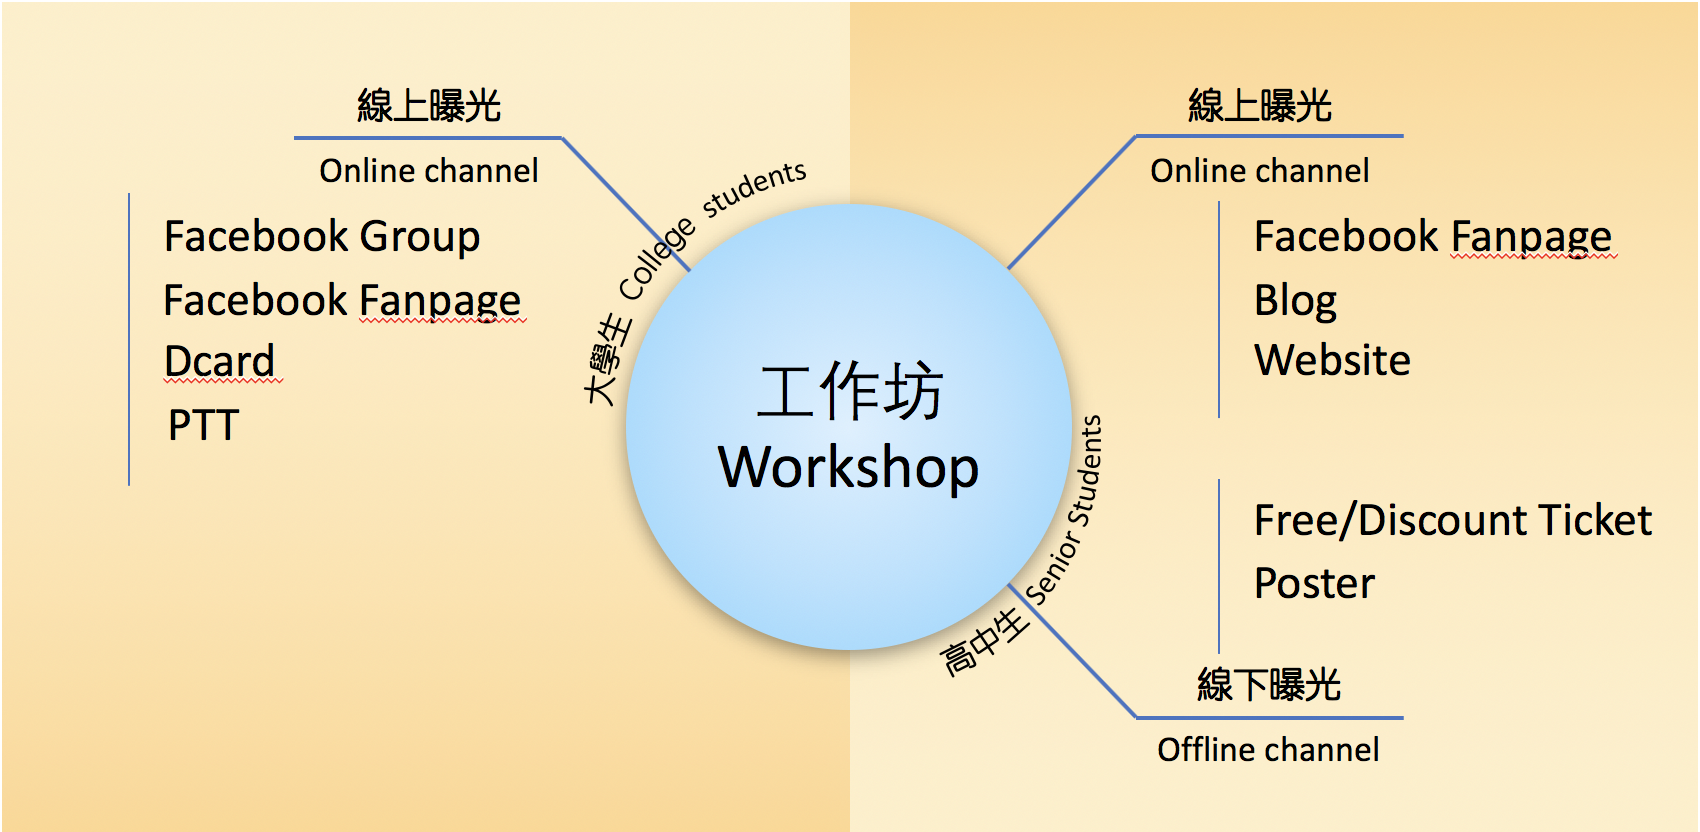 線上曝光
Online channel
Facebook Group
Facebook Fanpage
Dcard
PTT
大學生 College students
工作坊
Workshop
線上曝光
Online channel
Facebook Fanpage
Blog
Website
高中生 Senior Students
Free/Discount Ticket
Poster
線下曝光
Offline channel